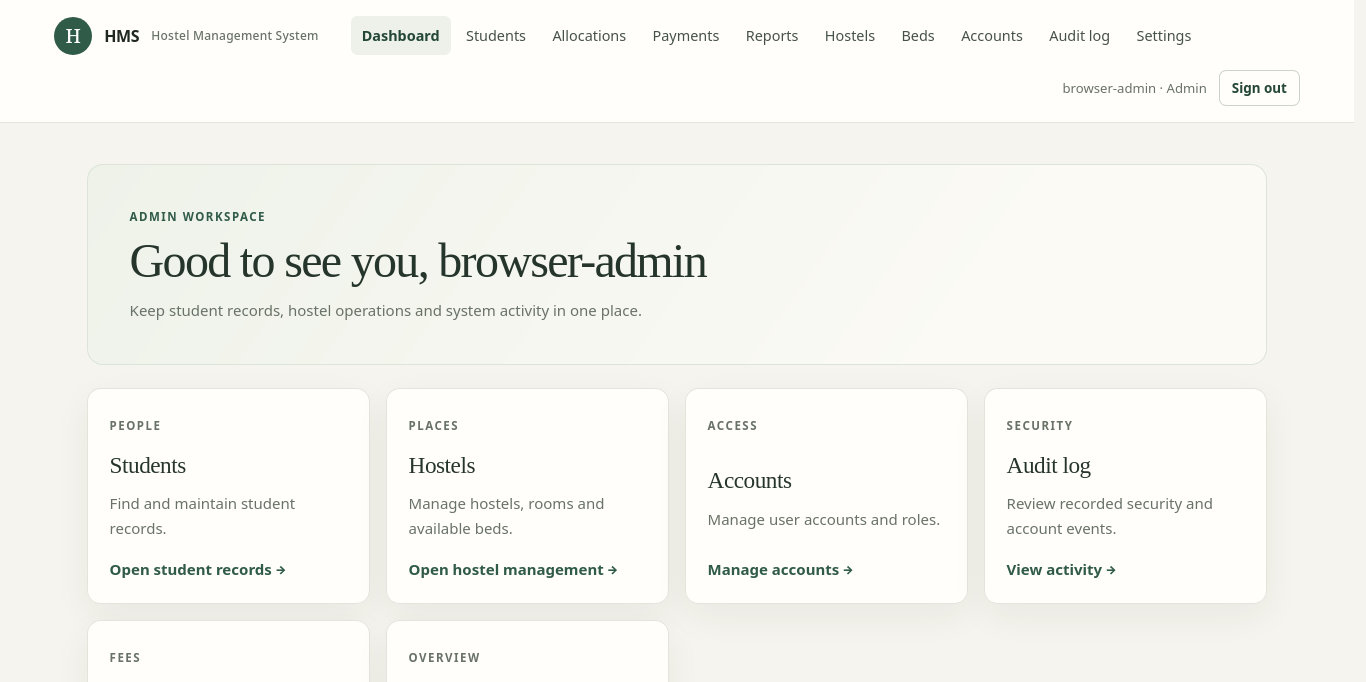 H HMS Hostel Management System Dashboard Students Allocations Payments Reports Hostels Beds Accounts Audit log Settings
browser-admin · Admin Sign out
ADMIN WORKSPACE
Good to see you, browser-admin
Keep student records, hostel operations and system activity in one place.
PEOPLE
Students
Find and maintain student
records.
Open student records →
PLACES
Hostels
Manage hostels, rooms and
available beds.
Open hostel management →
ACCESS
Accounts
Manage user accounts and roles.
Manage accounts →
SECURITY
Audit log
Review recorded security and
account events.
View activity →
FEES
OVERVIEW